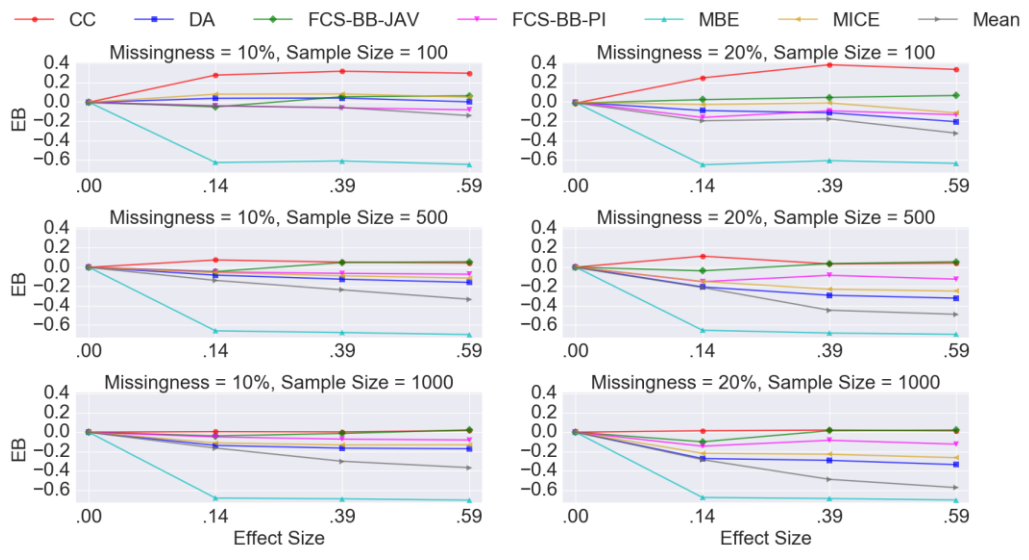 CC DA FCS-BB-JAV FCS-BB-PI MBE MICE Mean
Missingness = 10%, Sample Size = 100
0.4
0.2
0.0
−0.2
−0.4
−0.6
EB
.00 .14 .39 .59
Missingness = 20%, Sample Size = 100
0.4
0.2
0.0
−0.2
−0.4
−0.6
.00 .14 .39 .59
Missingness = 10%, Sample Size = 500
0.4
0.2
0.0
−0.2
−0.4
−0.6
EB
.00 .14 .39 .59
Missingness = 20%, Sample Size = 500
0.4
0.2
0.0
−0.2
−0.4
−0.6
.00 .14 .39 .59
Missingness = 10%, Sample Size = 1000
0.4
0.2
0.0
−0.2
−0.4
−0.6
EB
.00 .14 .39 .59
Effect Size
Missingness = 20%, Sample Size = 1000
0.4
0.2
0.0
−0.2
−0.4
−0.6
.00 .14 .39 .59
Effect Size